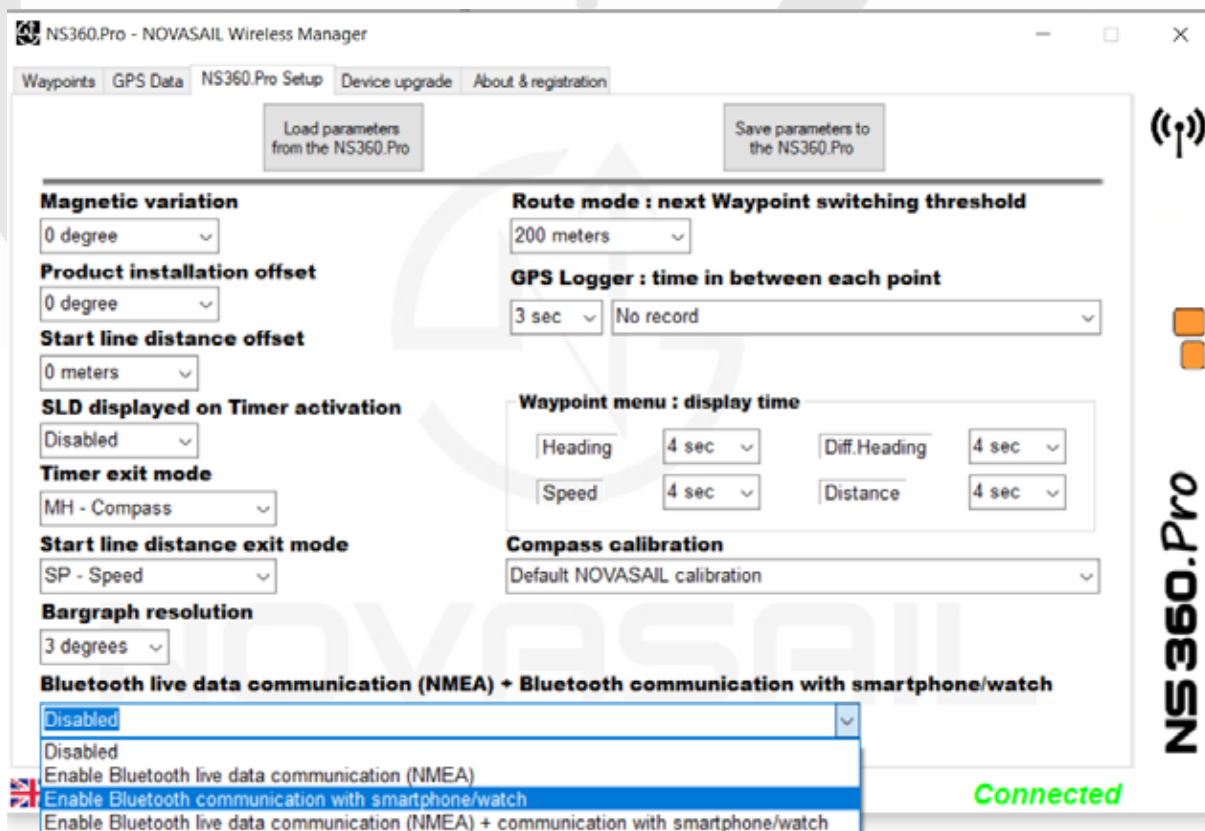 NS360.Pro - NOVASAIL Wireless Manager
Waypoints GPS Data NS360.Pro Setup Device upgrade About & registration
Load parameters
from the NS360.Pro
Save parameters to
the NS360.Pro
Magnetic variation
0 degree
Product installation offset
0 degree
Start line distance offset
0 meters
SLD displayed on Timer activation
Disabled
Timer exit mode
MH - Compass
Start line distance exit mode
SP - Speed
Bargraph resolution
3 degrees
Route mode : next Waypoint switching threshold
200 meters
GPS Logger : time in between each point
3 sec No record
Waypoint menu : display time
Heading 4 sec Diff.Heading 4 sec
Speed 4 sec Distance 4 sec
Compass calibration
Default NOVASAIL calibration
NOVASAIL
Bluetooth live data communication (NMEA) + Bluetooth communication with smartphone/watch
Disabled
Disabled
Enable Bluetooth live data communication (NMEA)
Enable Bluetooth communication with smartphone/watch
Enable Bluetooth live data communication (NMEA) + communication with smartphone/watch
Connected
NS360.Pro